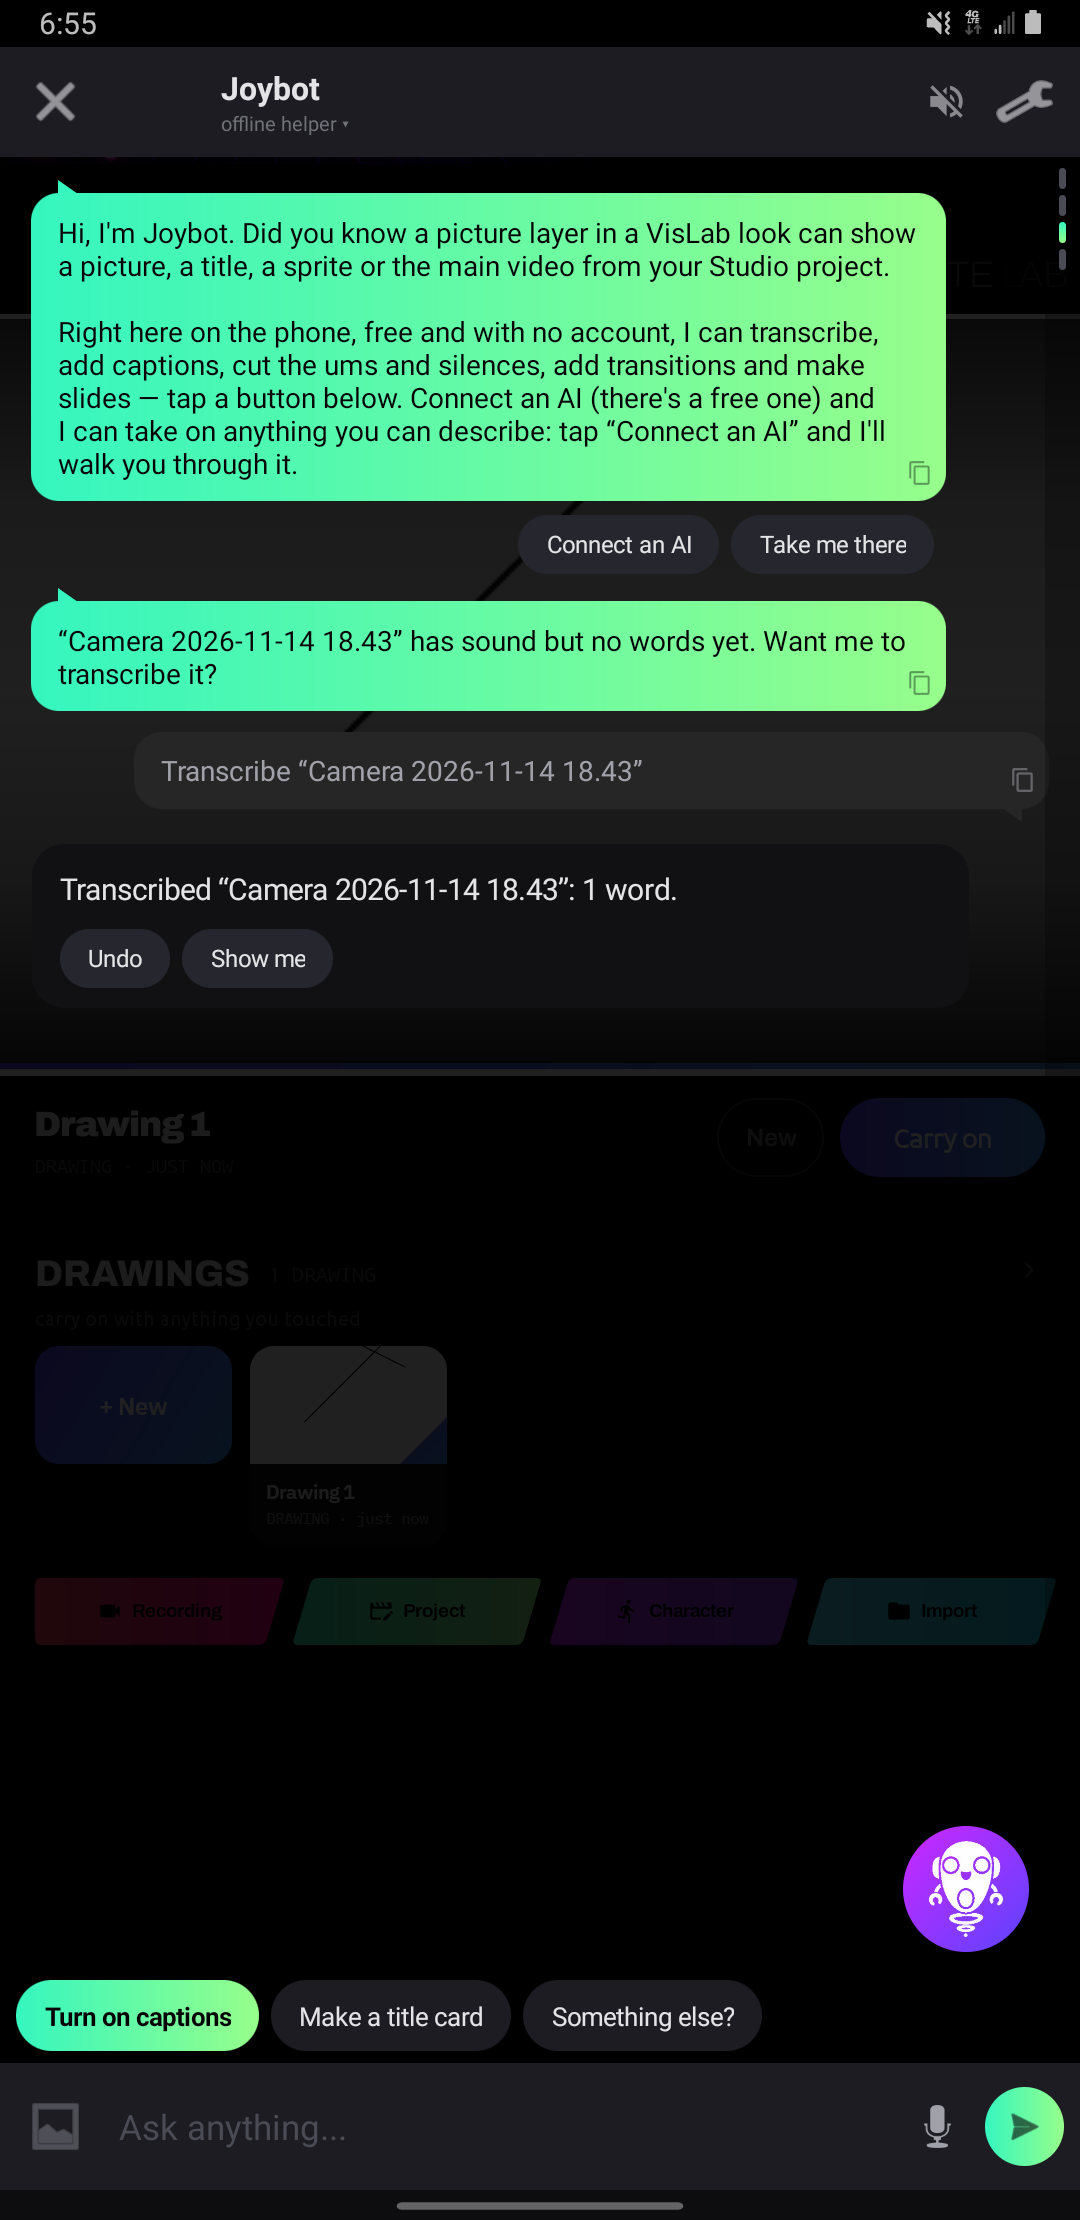 6:55
4G LTE
Joybot
offline helper
TE LAB
Hi, I'm Joybot. Did you know a picture layer in a VisLab look can show
a picture, a title, a sprite or the main video from your Studio project.
Right here on the phone, free and with no account, I can transcribe,
add captions, cut the ums and silences, add transitions and make
slides — tap a button below. Connect an AI (there's a free one) and
I can take on anything you can describe: tap “Connect an AI” and I'll
walk you through it.
Connect an AI
Take me there
“Camera 2026-11-14 18.43” has sound but no words yet. Want me to
transcribe it?
Transcribe “Camera 2026-11-14 18.43”
Transcribed “Camera 2026-11-14 18.43”: 1 word.
Undo
Show me
Drawing 1
New
Carry on
DRAWING · JUST NOW
DRAWINGS 1 DRAWING
carry on with anything you touched
+ New
Drawing 1
DRAWING · just now
Recording
Project
Character
Import
Turn on captions
Make a title card
Something else?
Ask anything...